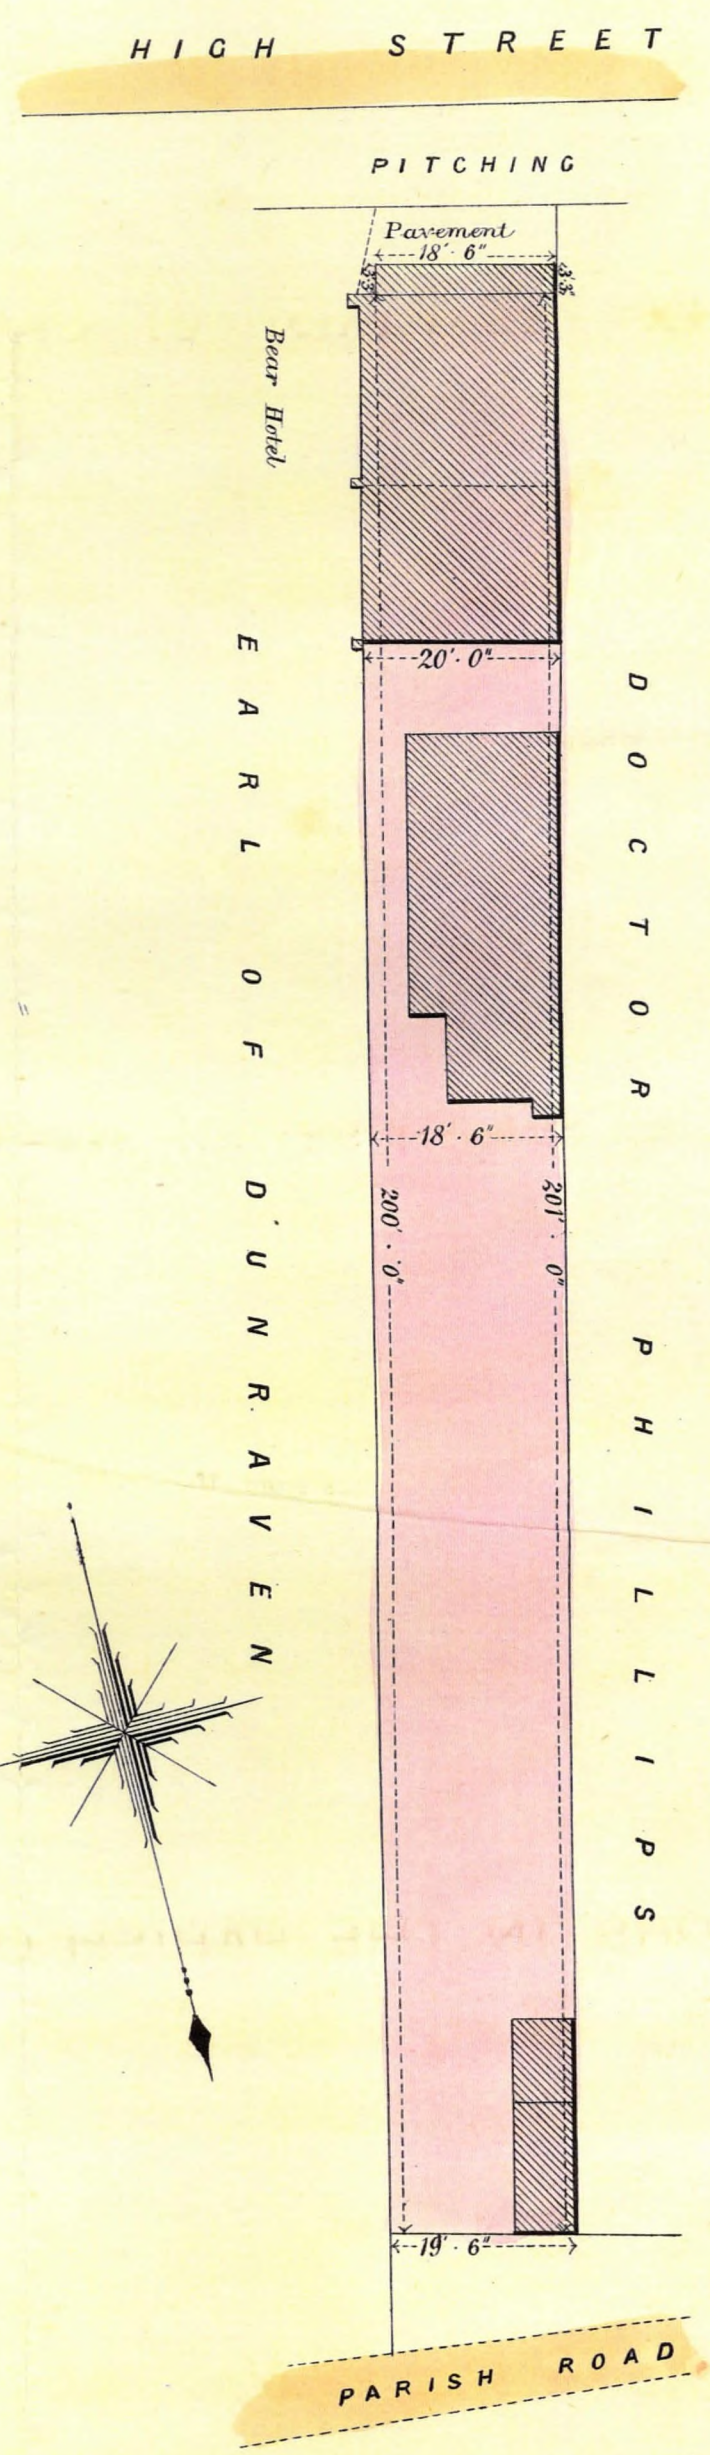 HIGH STREET
PITCHING
Pavement
18'. 6"
3'3"
3'3"
Bear Hotel
20'. 0"
EARL OF DUNRAVEN
DOCTOR PHILLIPS
18'. 6"
200'. 0"
201'. 0"
19'. 6"
PARISH ROAD